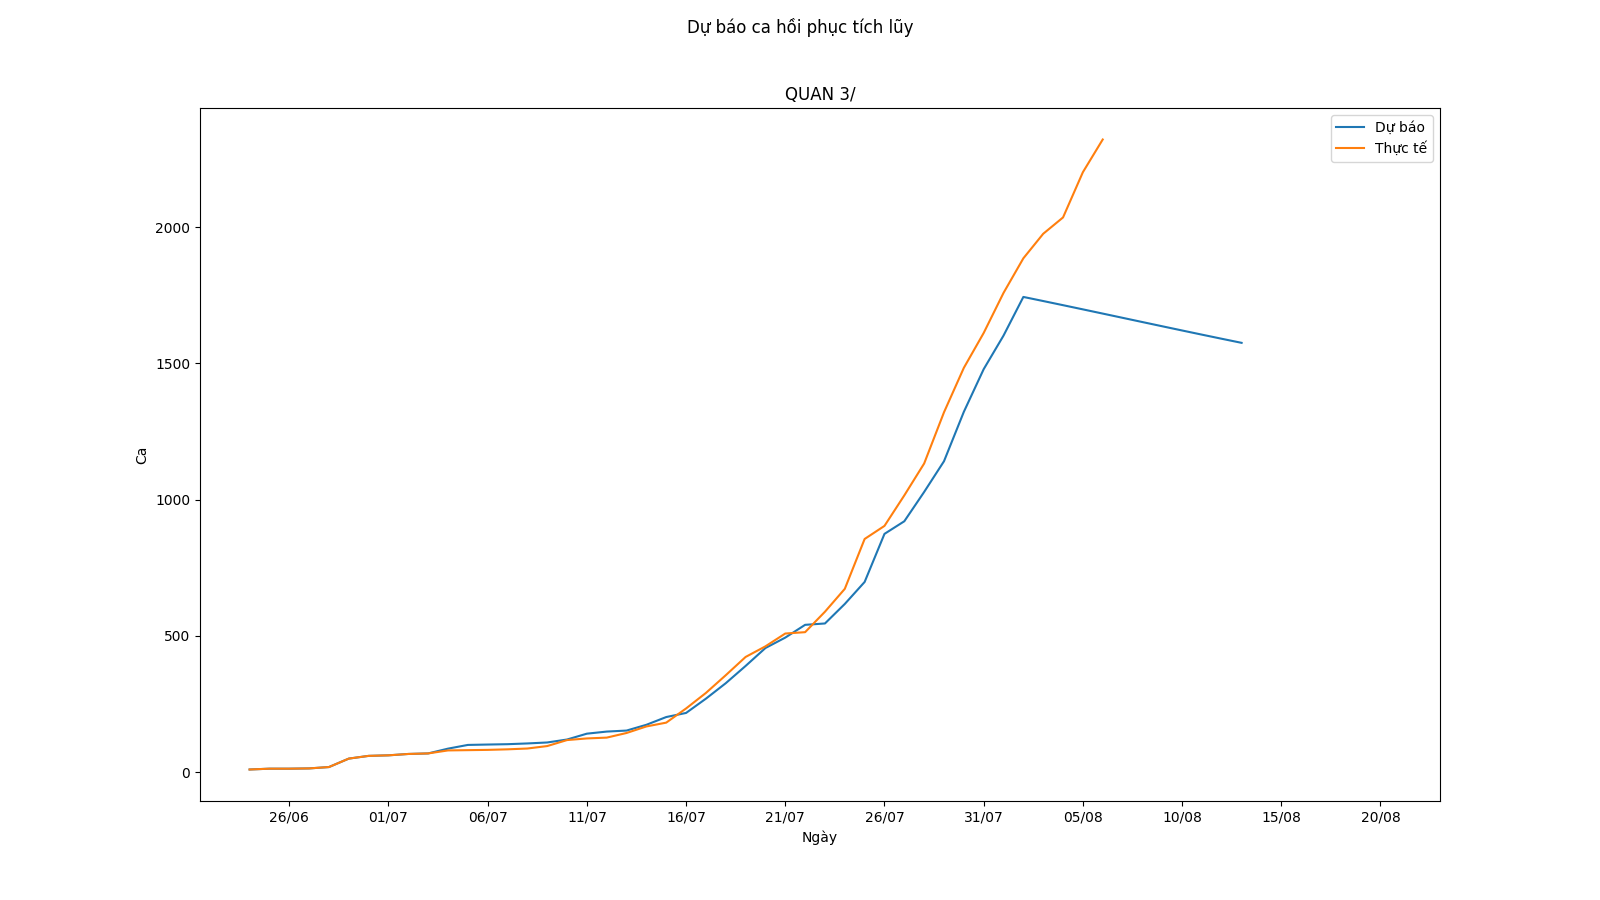 Dự báo ca hồi phục tích lũy
QUAN 3/
Dự báo
Thực tế
2000
1500
1000
500
0
Ca
26/06 01/07 06/07 11/07 16/07 21/07 26/07 31/07 05/08 10/08 15/08 20/08
Ngày